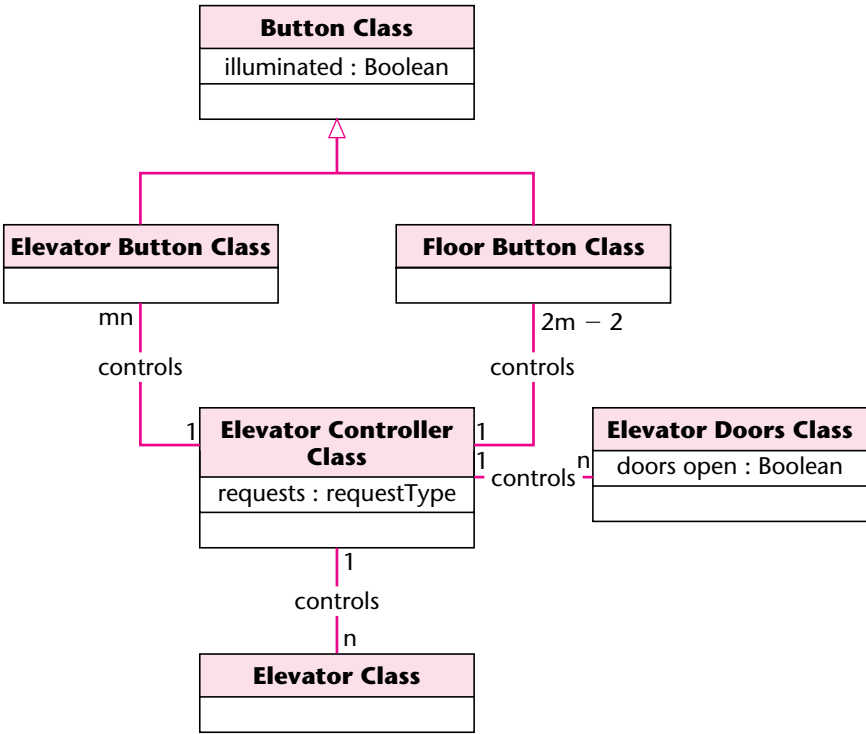 Button Class
illuminated : Boolean
Elevator Button Class
Floor Button Class
mn
2m − 2
controls
controls
1
Elevator Controller
Class
1
1
controls
n
Elevator Doors Class
doors open : Boolean
requests : requestType
1
controls
n
Elevator Class